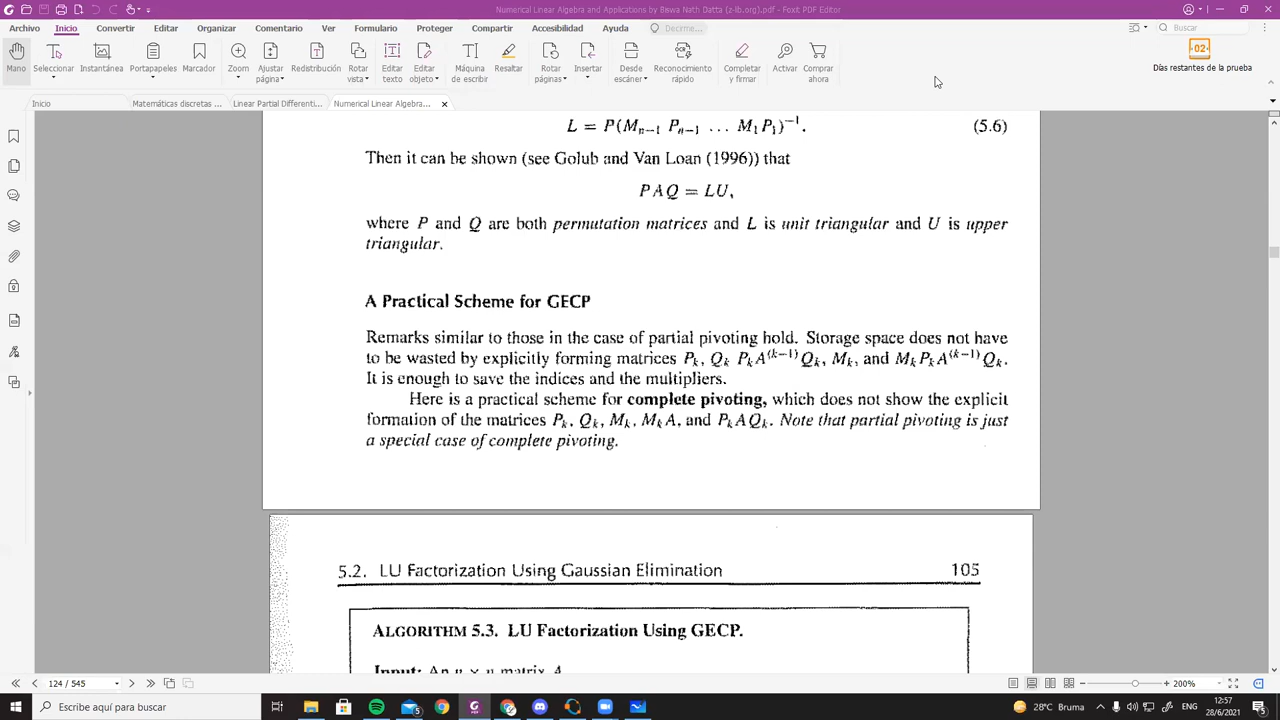 Numerical Linear Algebra and Applications by Biswa Nath Datta (z-lib.org).pdf - Foxit PDF Editor
Archivo Inicio Convertir Editar Organizar Comentario Ver Formulario Proteger Compartir Accesibilidad Ayuda Decirme... Buscar
Mano Seleccionar Instantánea Portapapeles Marcador Zoom Ajustar página Redistribución Rotar vista Editar texto Editar objeto Máquina de escribir Resaltar Rotar páginas Insertar Desde escáner Reconocimiento rápido Completar y firmar Activar Comprar ahora 02 Días restantes de la prueba
Inicio Matemáticas discretas ... Linear Partial Differenti... Numerical Linear Algebra...
L = P(Mₙ₋₁ Pₙ₋₁ ... M₁P₁)⁻¹. (5.6)
Then it can be shown (see Golub and Van Loan (1996)) that
PAQ = LU,
where P and Q are both permutation matrices and L is unit triangular and U is upper
triangular.
A Practical Scheme for GECP
Remarks similar to those in the case of partial pivoting hold. Storage space does not have
to be wasted by explicitly forming matrices Pₖ, Qₖ PₖA⁽ᵏ⁻¹⁾Qₖ, Mₖ, and MₖPₖA⁽ᵏ⁻¹⁾Qₖ.
It is enough to save the indices and the multipliers.
Here is a practical scheme for complete pivoting, which does not show the explicit
formation of the matrices Pₖ, Qₖ, Mₖ, MₖA, and PₖAQₖ. Note that partial pivoting is just
a special case of complete pivoting.
5.2. LU Factorization Using Gaussian Elimination 105
ALGORITHM 5.3. LU Factorization Using GECP.
Input: An n × n matrix A
124 / 545 200%
Escribe aquí para buscar 5 28°C Bruma ENG 12:57
28/6/2021